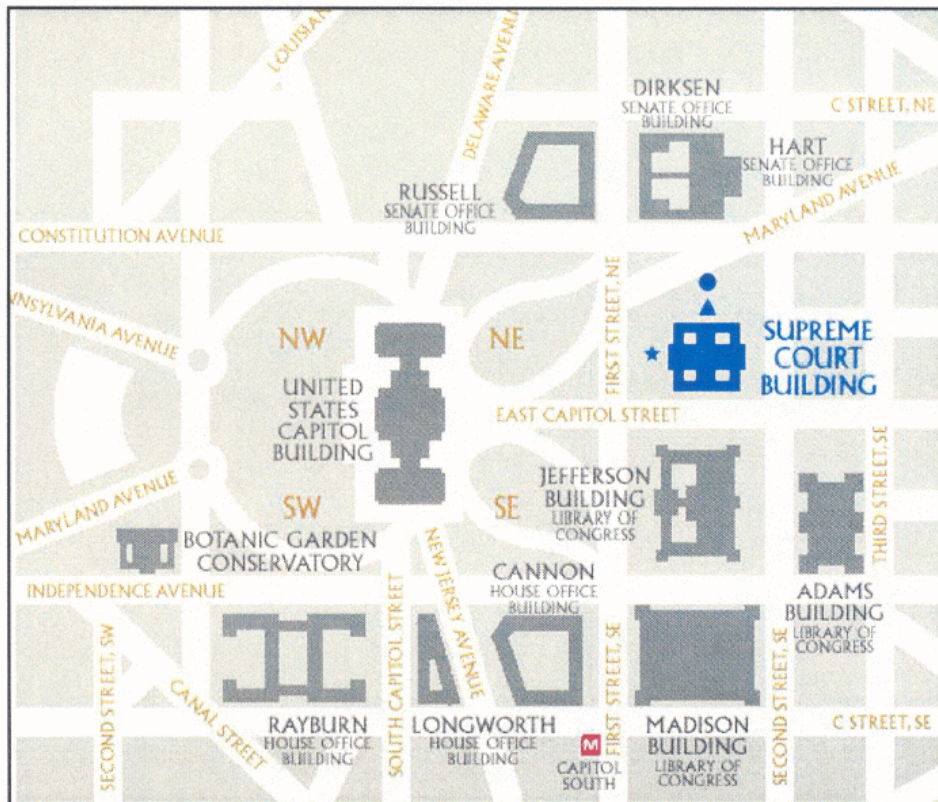 LOUISIAN
DELAWARE AVENU
DIRKSEN
SENATE OFFICE
BUILDING
C STREET, NE
HART
SENATE OFFICE
BUILDING
RUSSELL
SENATE OFFICE
BUILDING
MARYLAND AVENUE
CONSTITUTION AVENUE
FIRST STREET, NE
NNSYLVANIA AVENUE
NW
NE
SUPREME
COURT
BUILDING
UNITED
STATES
CAPITOL
BUILDING
EAST CAPITOL STREET
THIRD STREET, SE
JEFFERSON
BUILDING
LIBRARY OF
CONGRESS
MARYLAND AVENUE
SW
SE
BOTANIC GARDEN
CONSERVATORY
NEW JERSEY AVENUE
CANNON
HOUSE OFFICE
BUILDING
INDEPENDENCE AVENUE
ADAMS
BUILDING
LIBRARY OF
CONGRESS
SECOND STREET, SW
CANAL STREET
SOUTH CAPITOL STREET
FIRST STREET, SE
SECOND STREET, SE
RAYBURN
HOUSE OFFICE
BUILDING
LONGWORTH
HOUSE OFFICE
BUILDING
M
CAPITOL
SOUTH
MADISON
BUILDING
LIBRARY OF
CONGRESS
C STREET, SE